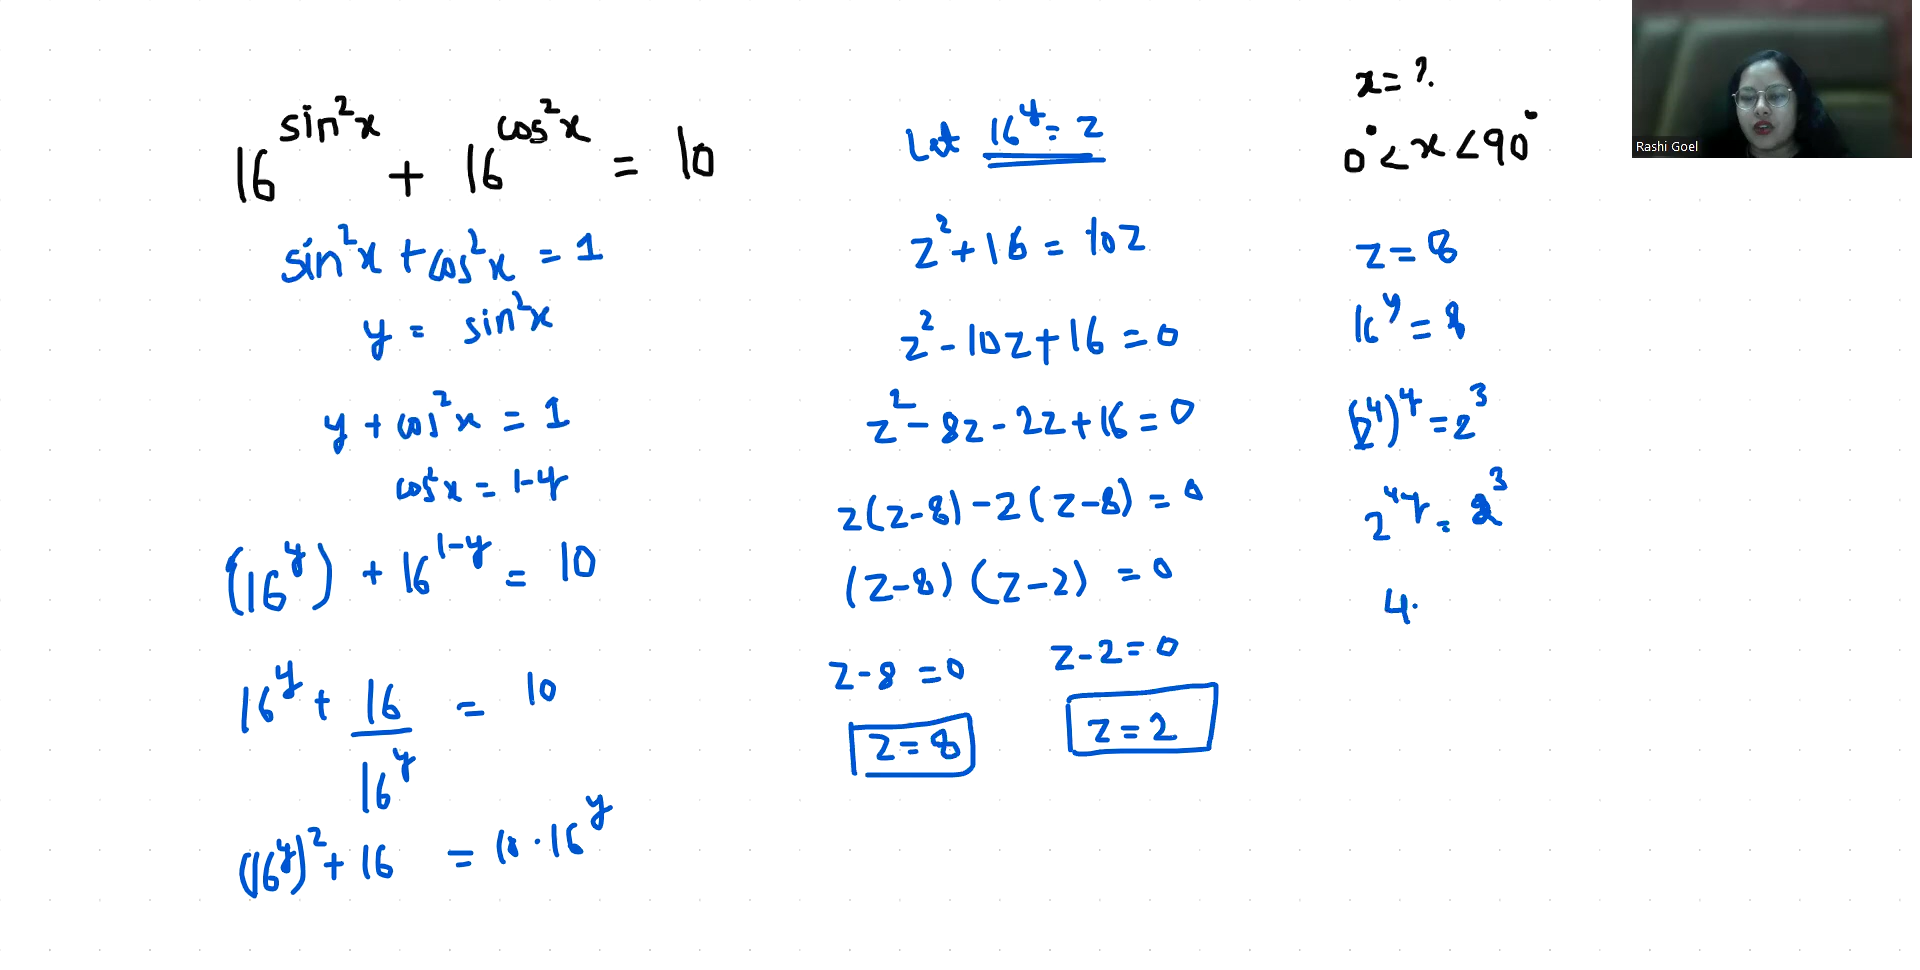 16^(sin²x) + 16^(cos²x) = 10
sin²x + cos²x = 1
y = sin²x
y + cos²x = 1
cos²x = 1-y
(16^y) + 16^(1-y) = 10
16^y + 16/16^y = 10
(16^y)² + 16 = 10 · 16^y
Let 16^y = z
z² + 16 = 10z
z² - 10z + 16 = 0
z² - 8z - 2z + 16 = 0
z(z-8) - 2(z-8) = 0
(z-8) (z-2) = 0
z-8 = 0
z-2 = 0
z = 8
z = 2
x = ?
0° < x < 90°
z = 8
16^y = 8
(2^4)^y = 2^3
2^(4y) = 2^3
4
Rashi Goel